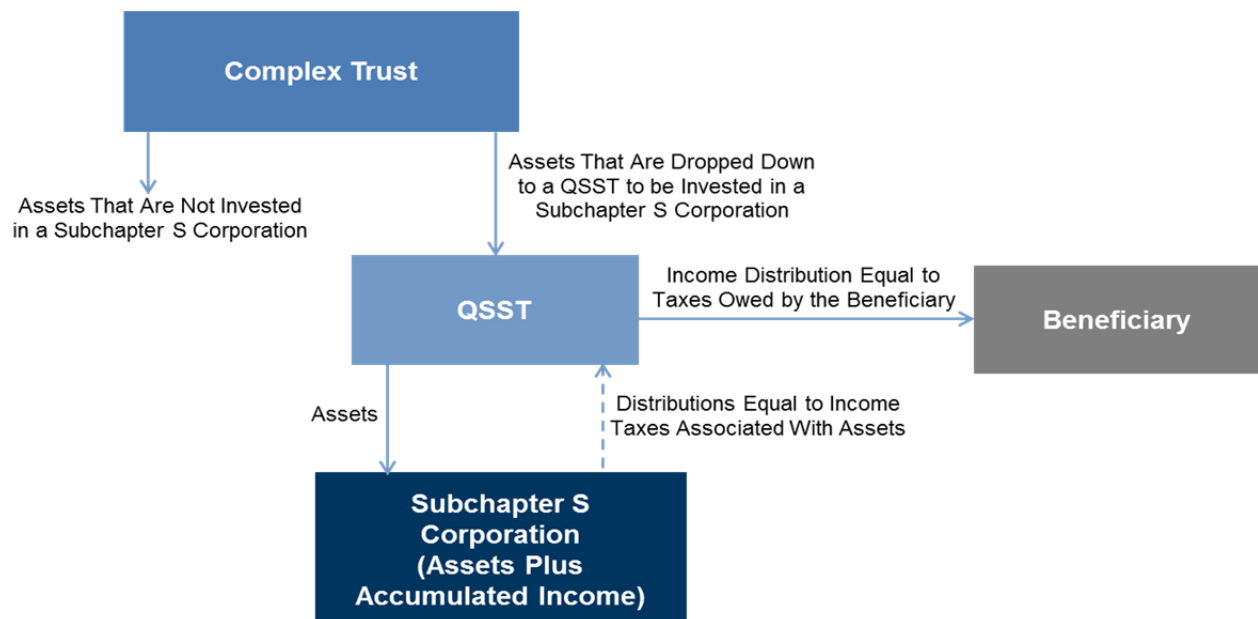 Complex Trust
Assets That Are Not Invested
in a Subchapter S Corporation
Assets That Are Dropped Down
to a QSST to be Invested in a
Subchapter S Corporation
QSST
Income Distribution Equal to
Taxes Owed by the Beneficiary
Beneficiary
Assets
Distributions Equal to Income
Taxes Associated With Assets
Subchapter S
Corporation
(Assets Plus
Accumulated Income)